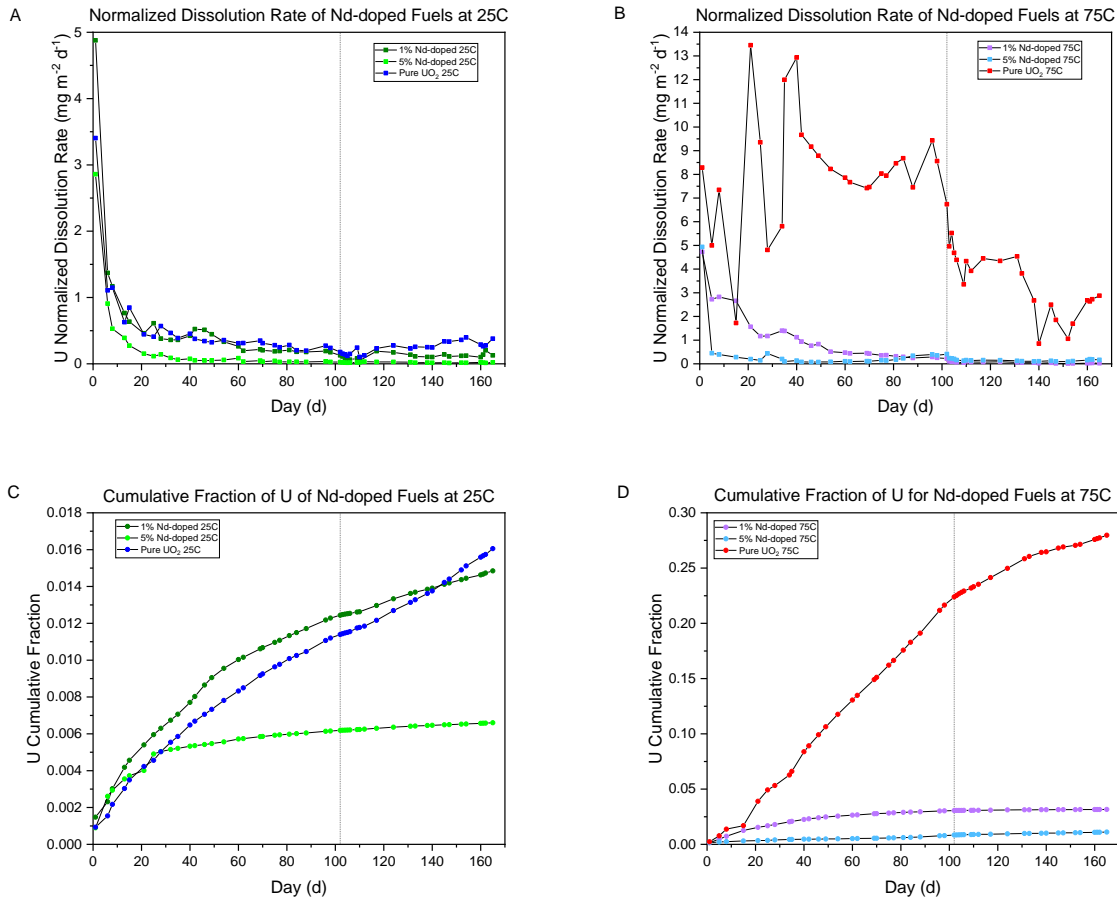 A
Normalized Dissolution Rate of Nd-doped Fuels at 25C
1% Nd-doped 25C
5% Nd-doped 25C
Pure UO₂ 25C
U Normalized Dissolution Rate (mg m⁻² d⁻¹)
5
4
3
2
1
0
0 20 40 60 80 100 120 140 160
Day (d)
B
Normalized Dissolution Rate of Nd-doped Fuels at 75C
1% Nd-doped 75C
5% Nd-doped 75C
Pure UO₂ 75C
U Normalized Dissolution Rate (mg m⁻² d⁻¹)
14
13
12
11
10
9
8
7
6
5
4
3
2
1
0
0 20 40 60 80 100 120 140 160
Day (d)
C
Cumulative Fraction of U of Nd-doped Fuels at 25C
1% Nd-doped 25C
5% Nd-doped 25C
Pure UO₂ 25C
U Cumulative Fraction
0.018
0.016
0.014
0.012
0.010
0.008
0.006
0.004
0.002
0.000
0 20 40 60 80 100 120 140 160
Day (d)
D
Cumulative Fraction of U for Nd-doped Fuels at 75C
1% Nd-doped 75C
5% Nd-doped 75C
Pure UO₂ 75C
U Cumulative Fraction
0.30
0.25
0.20
0.15
0.10
0.05
0.00
0 20 40 60 80 100 120 140 160
Day (d)